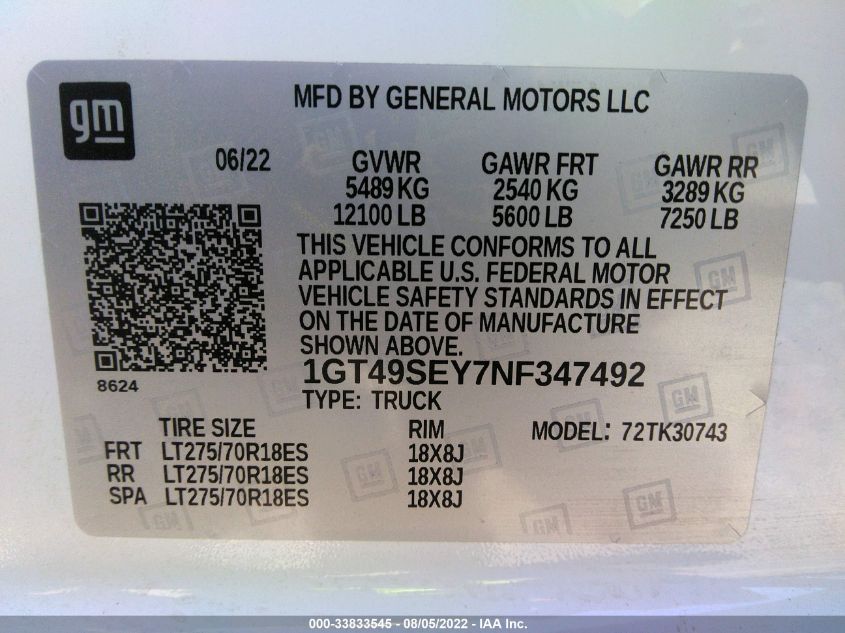 gm
MFD BY GENERAL MOTORS LLC
06/22 GVWR GAWR FRT GAWR RR
5489 KG 2540 KG 3289 KG
12100 LB 5600 LB 7250 LB
THIS VEHICLE CONFORMS TO ALL
APPLICABLE U.S. FEDERAL MOTOR
VEHICLE SAFETY STANDARDS IN EFFECT
ON THE DATE OF MANUFACTURE
SHOWN ABOVE.
8624
1GT49SEY7NF347492
TYPE: TRUCK
TIRE SIZE RIM MODEL: 72TK30743
FRT LT275/70R18ES 18X8J
RR LT275/70R18ES 18X8J
SPA LT275/70R18ES 18X8J
000-33833545 - 08/05/2022 - IAA Inc.